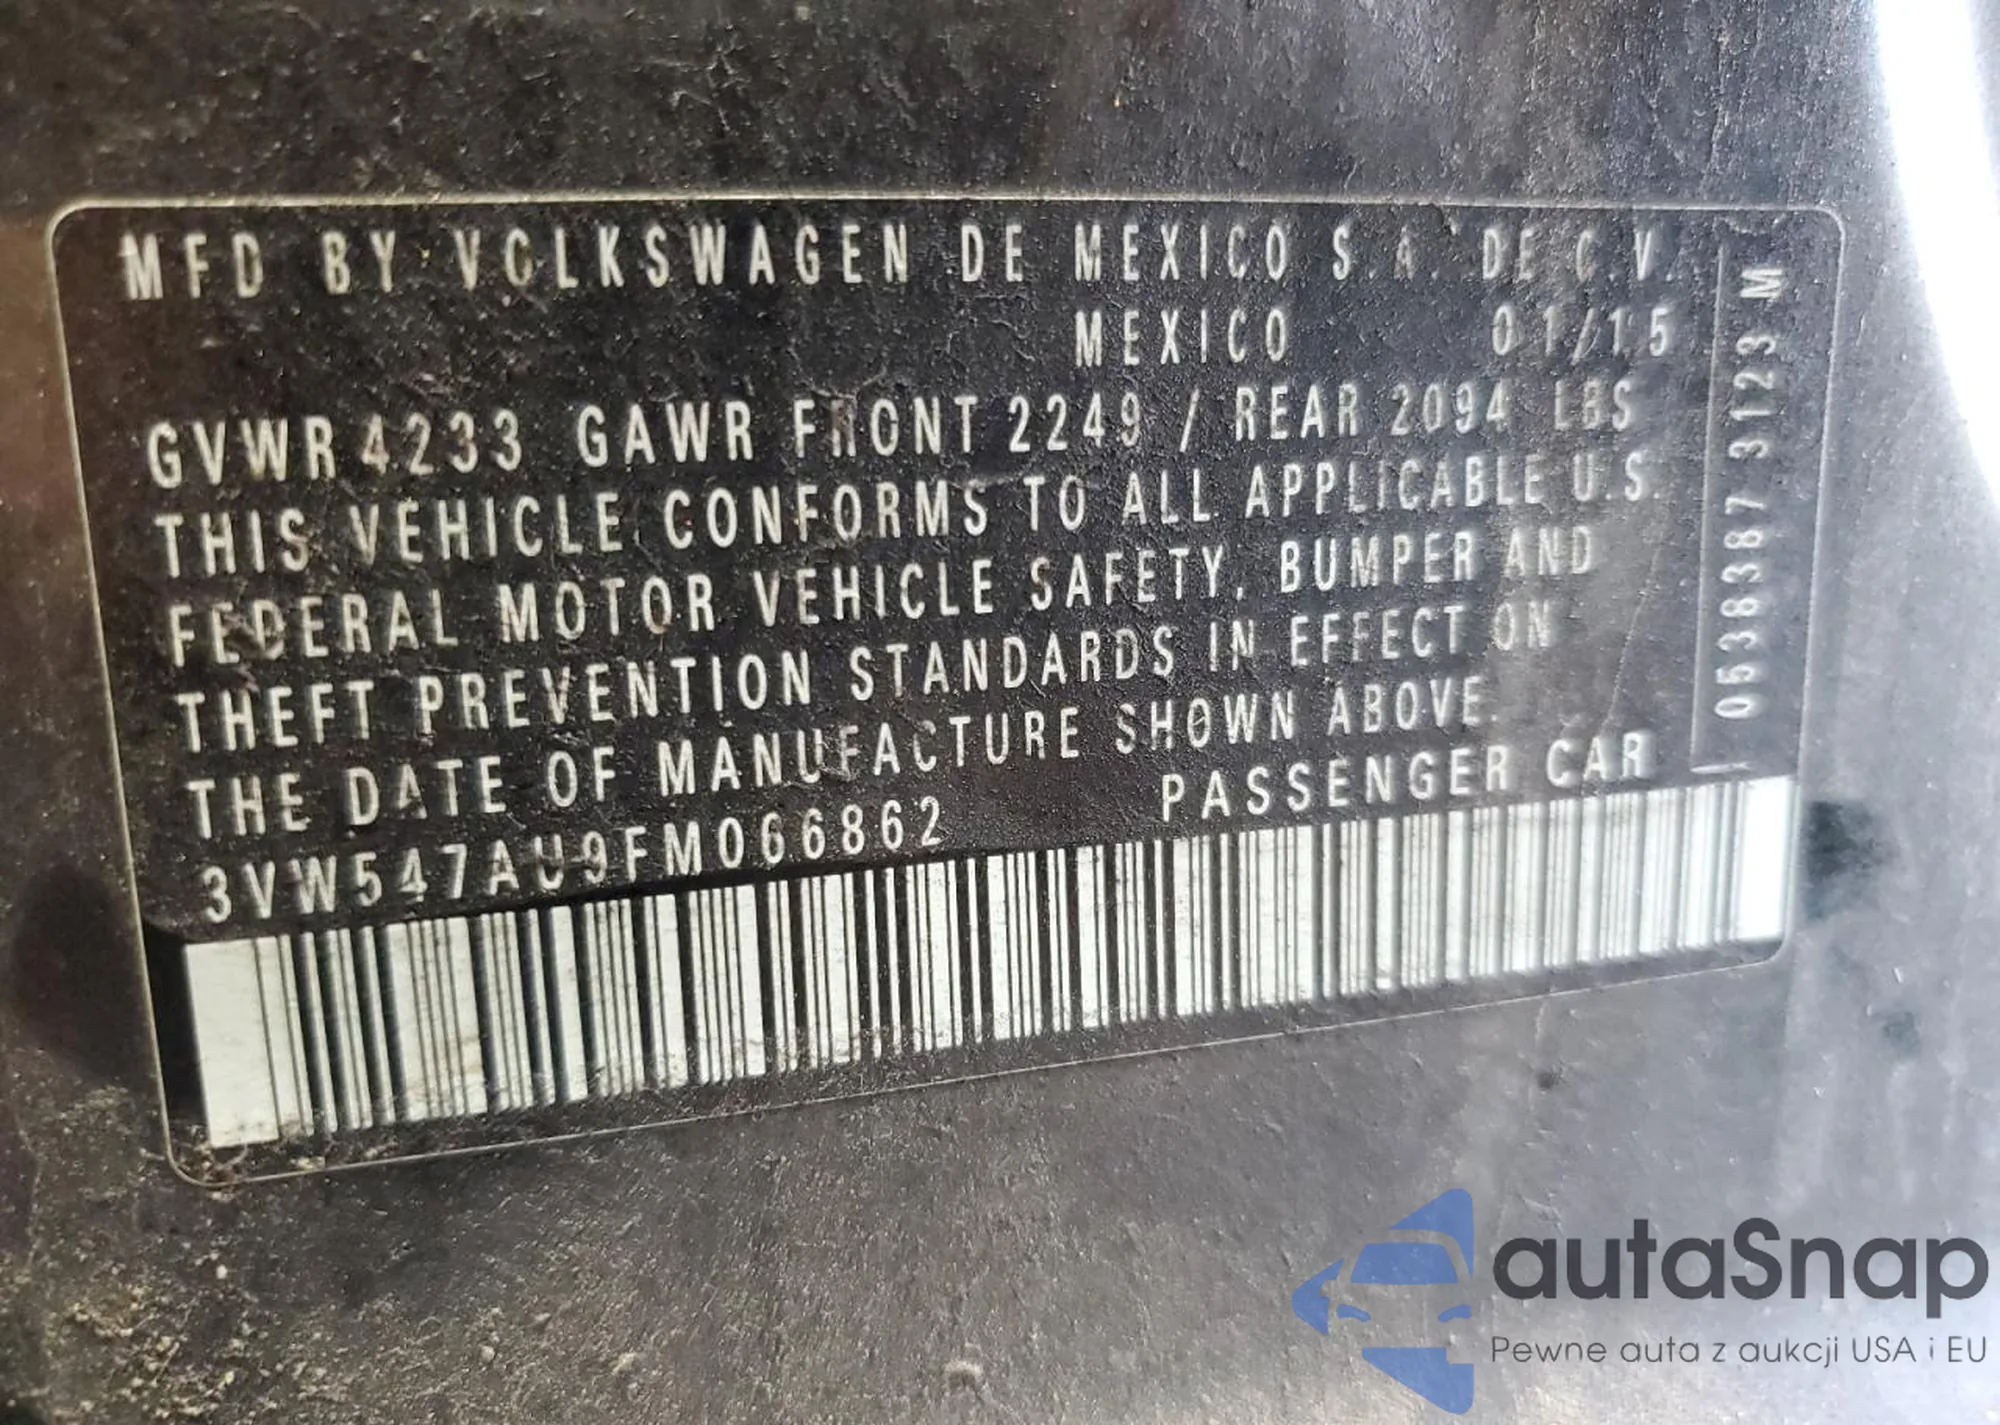 MFD BY VOLKSWAGEN DE MEXICO S.A. DE C.V.
MEXICO 01/15
GVWR 4233 GAWR FRONT 2249 / REAR 2094 LBS
THIS VEHICLE CONFORMS TO ALL APPLICABLE U.S.
FEDERAL MOTOR VEHICLE SAFETY, BUMPER AND
THEFT PREVENTION STANDARDS IN EFFECT ON
THE DATE OF MANUFACTURE SHOWN ABOVE.
3VW547AU9FM066862 PASSENGER CAR
0538387 3123 M
autaSnap
Pewne auta z aukcji USA i EU